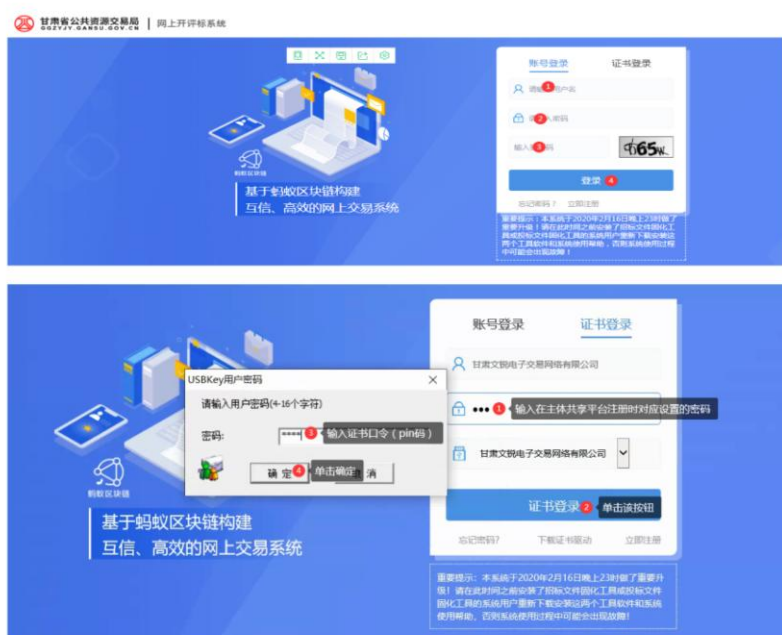 甘肃省公共资源交易局 | 网上开评标系统
GGZYJY.GANSU.GOV.CN
账号登录 证书登录
1
2
输入 3 码
65w
蚂蚁区块链
登录 4
基于蚂蚁区块链构建
互信、高效的网上交易系统
忘记密码？ 立即注册
重要提示：本系统于2020年2月16日晚上23时做了
重要升级！请在此时间之前安装了招标文件固化工
具或投标文件固化工具的系统用户重新下载安装这
两个工具软件和系统使用帮助，否则系统使用过程
中可能会出现故障！
账号登录 证书登录
甘肃文锐电子交易网络有限公司
USBKey用户密码
请输入用户密码(4-16个字符)
●●● 1 输入在主体共享平台注册时对应设置的密码
密码: **** 3 输入证书口令（pin码）
甘肃文锐电子交易网络有限公司
确定 4 单击确定 消
蚂蚁区块链
证书登录 2 单击该按钮
基于蚂蚁区块链构建
互信、高效的网上交易系统
忘记密码? 下载证书驱动 立即注册
重要提示：本系统于2020年2月16日晚上23时做了重要升
级！请在此时间之前安装了招标文件固化工具或投标文件
固化工具的系统用户重新下载安装这两个工具软件和系统
使用帮助，否则系统使用过程中可能会出现故障!